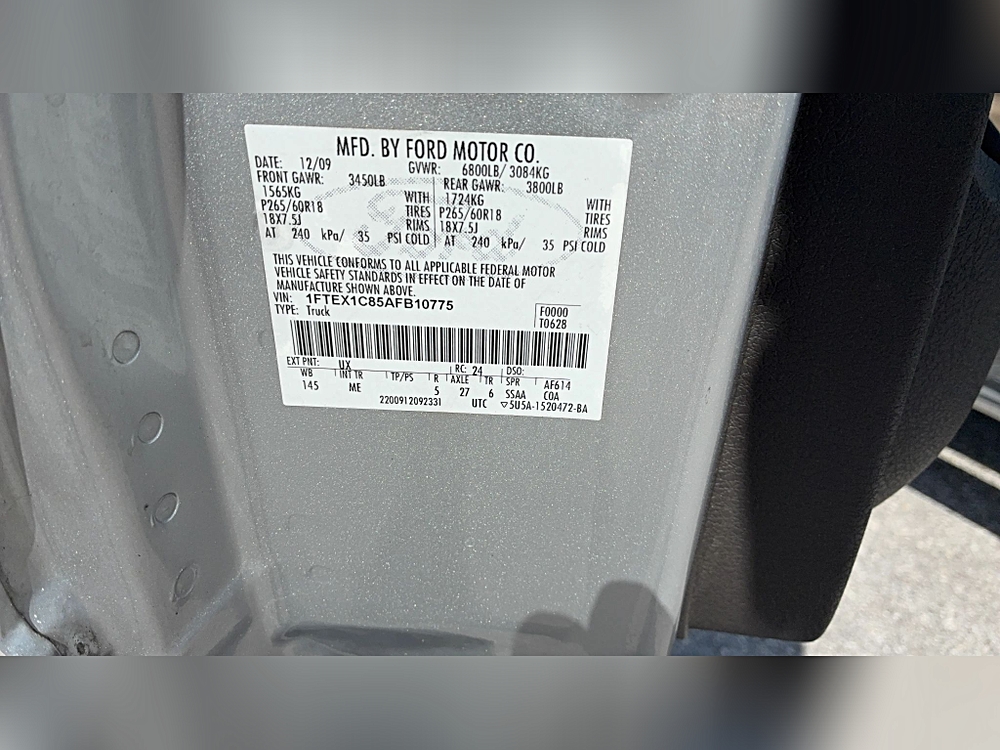 MFD. BY FORD MOTOR CO.
DATE: 12/09 GVWR: 6800LB/ 3084KG
FRONT GAWR: 3450LB REAR GAWR: 3800LB
1565KG WITH 1724KG WITH
P265/60R18 TIRES P265/60R18 TIRES
18X7.5J RIMS 18X7.5J RIMS
AT 240 kPa/ 35 PSI COLD AT 240 kPa/ 35 PSI COLD
THIS VEHICLE CONFORMS TO ALL APPLICABLE FEDERAL MOTOR
VEHICLE SAFETY STANDARDS IN EFFECT ON THE DATE OF
MANUFACTURE SHOWN ABOVE.
VIN: 1FTEX1C85AFB10775 F0000
TYPE: Truck T0628
EXT PNT: UX RC: 24 DSO:
WB INT TR TP/PS R AXLE TR SPR AF614
145 ME 5 27 6 SSAA COA
2200912092331 UTC ▽5U5A-1520472-BA